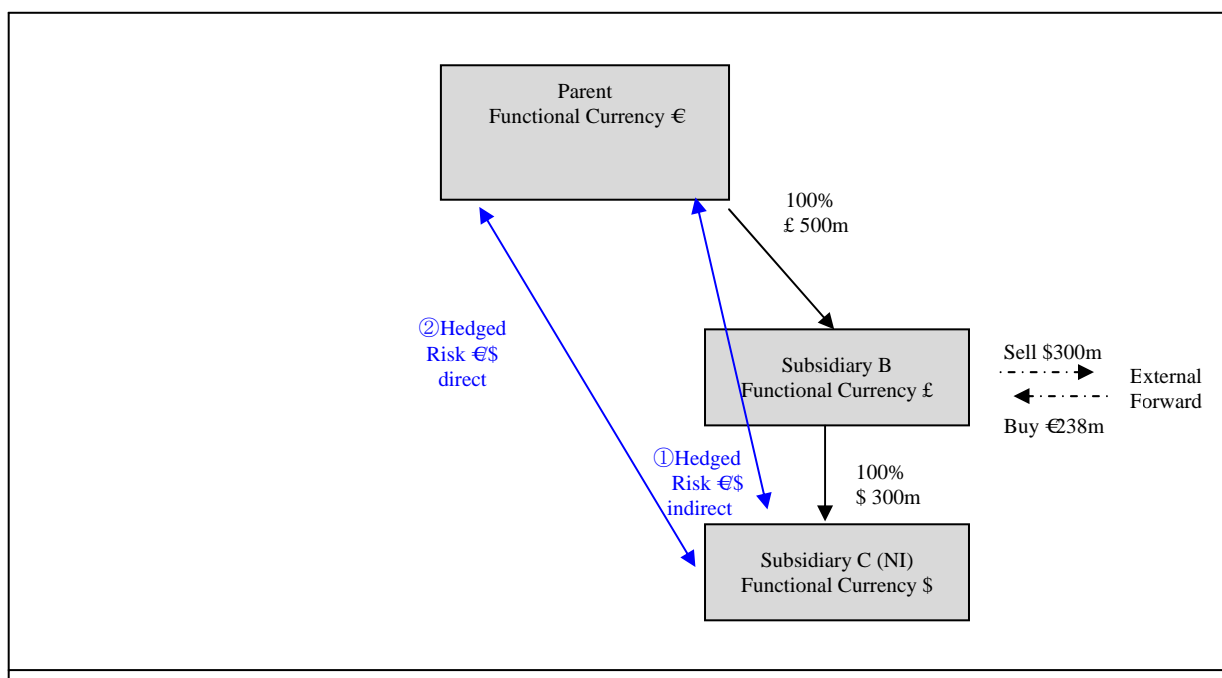 Parent
Functional Currency €
100%
£ 500m
②Hedged
Risk €/$
direct
Subsidiary B
Functional Currency £
Sell $300m
External
Forward
Buy €238m
①Hedged
Risk €/$
indirect
100%
$ 300m
Subsidiary C (NI)
Functional Currency $